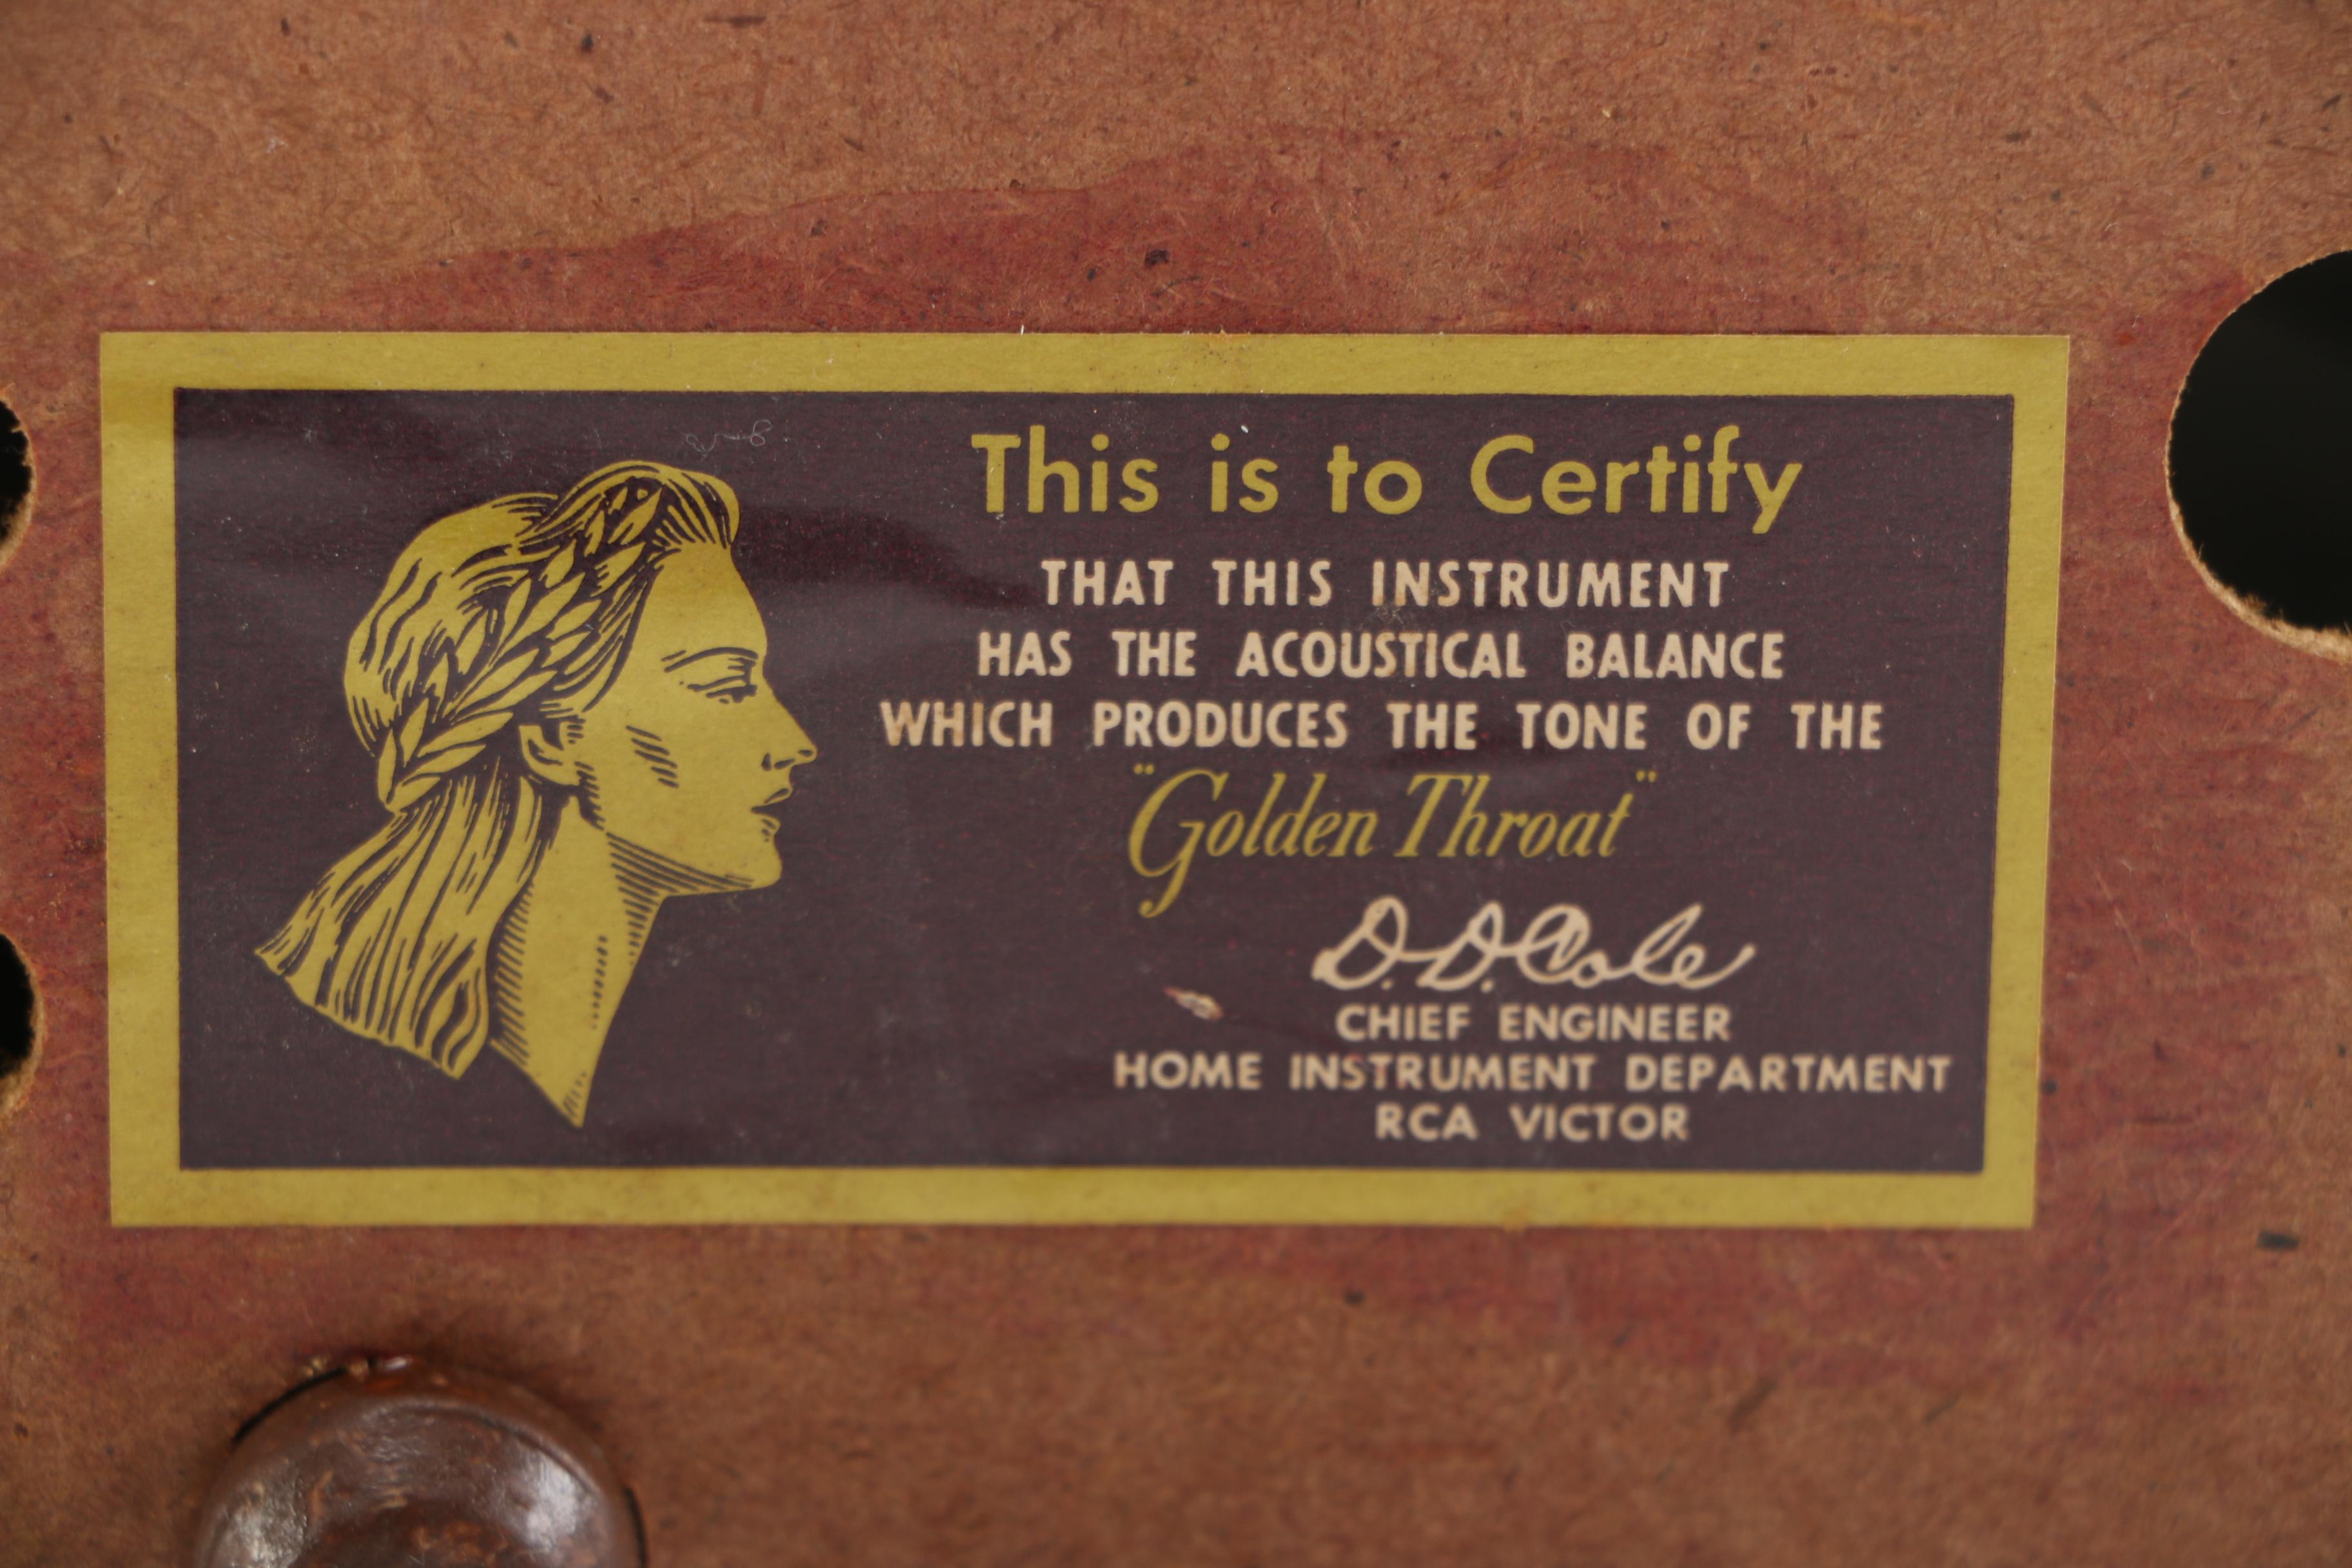 This is to Certify
THAT THIS INSTRUMENT
HAS THE ACOUSTICAL BALANCE
WHICH PRODUCES THE TONE OF THE
"Golden Throat"
D. D. Cole
CHIEF ENGINEER
HOME INSTRUMENT DEPARTMENT
RCA VICTOR